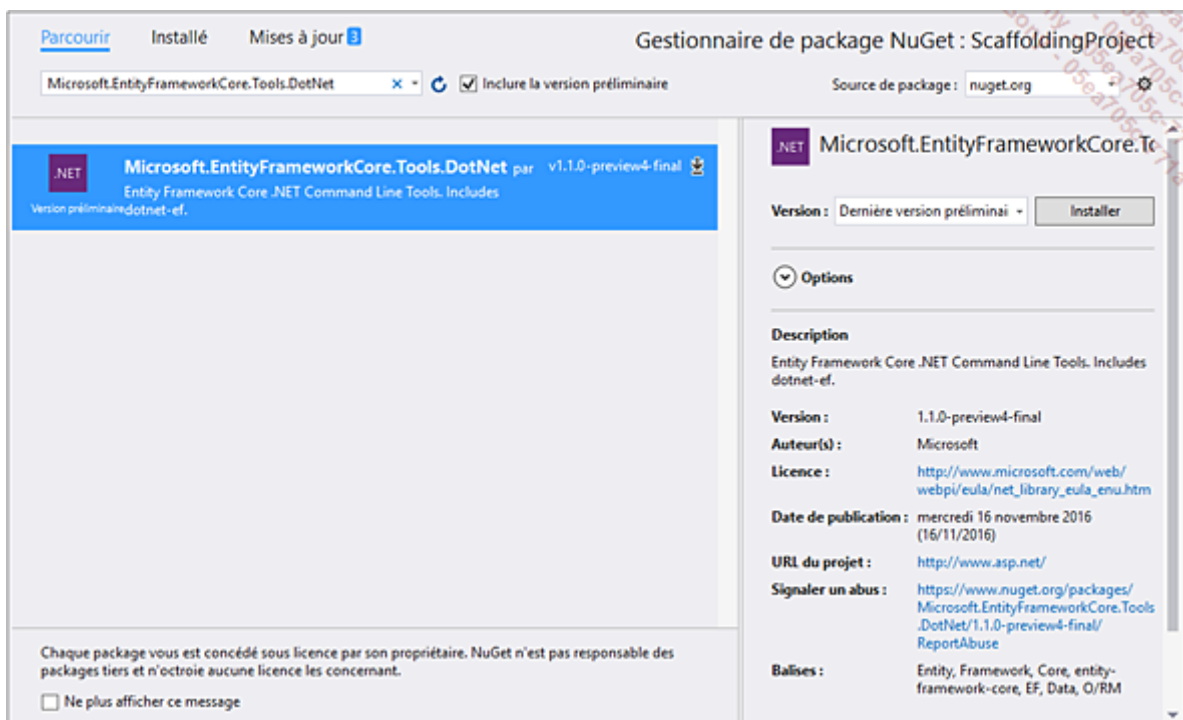 Parcourir Installé Mises à jour 3
Gestionnaire de package NuGet : ScaffoldingProject
Microsoft.EntityFrameworkCore.Tools.DotNet
Inclure la version préliminaire
Source de package : nuget.org
.NET
Microsoft.EntityFrameworkCore.Tools.DotNet par v1.1.0-preview4-final
Entity Framework Core .NET Command Line Tools. Includes
Version préliminaire dotnet-ef.
.NET
Microsoft.EntityFrameworkCore.To
Version : Dernière version préliminai Installer
Options
Description
Entity Framework Core .NET Command Line Tools. Includes
dotnet-ef.
Version : 1.1.0-preview4-final
Auteur(s) : Microsoft
Licence : http://www.microsoft.com/web/
webpi/eula/net_library_eula_enu.htm
Date de publication : mercredi 16 novembre 2016
(16/11/2016)
URL du projet : http://www.asp.net/
Signaler un abus : https://www.nuget.org/packages/
Microsoft.EntityFrameworkCore.Tools
.DotNet/1.1.0-preview4-final/
ReportAbuse
Balises : Entity, Framework, Core, entity-
framework-core, EF, Data, O/RM
Chaque package vous est concédé sous licence par son propriétaire. NuGet n'est pas responsable des
packages tiers et n'octroie aucune licence les concernant.
Ne plus afficher ce message